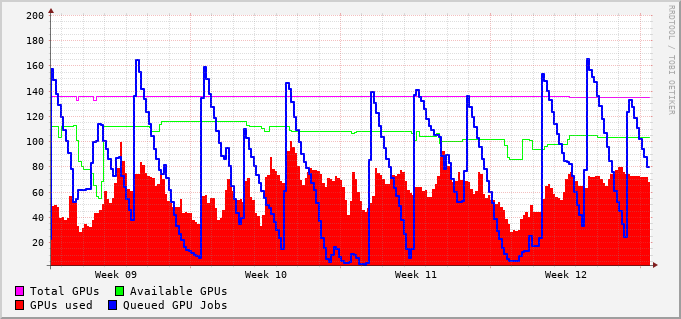 200
180
160
140
120
100
80
60
40
20
Week 09 Week 10 Week 11 Week 12
Total GPUs Available GPUs
GPUs used Queued GPU Jobs
RRDTOOL / TOBI OETIKER